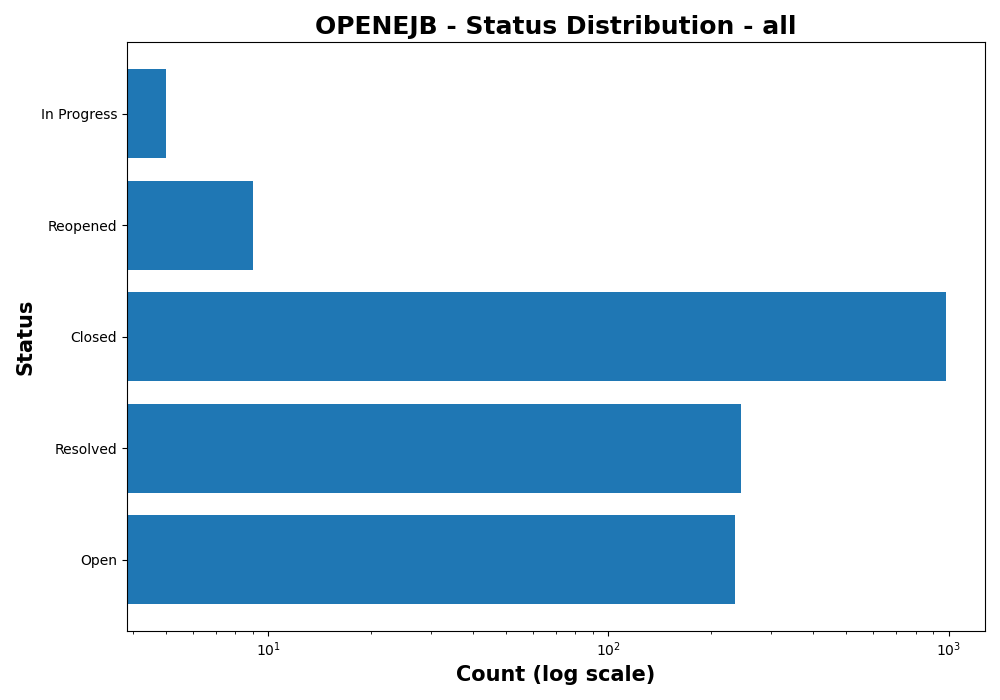 OPENEJB - Status Distribution - all
In Progress
Reopened
Closed
Resolved
Open
Status
10¹ 10² 10³
Count (log scale)